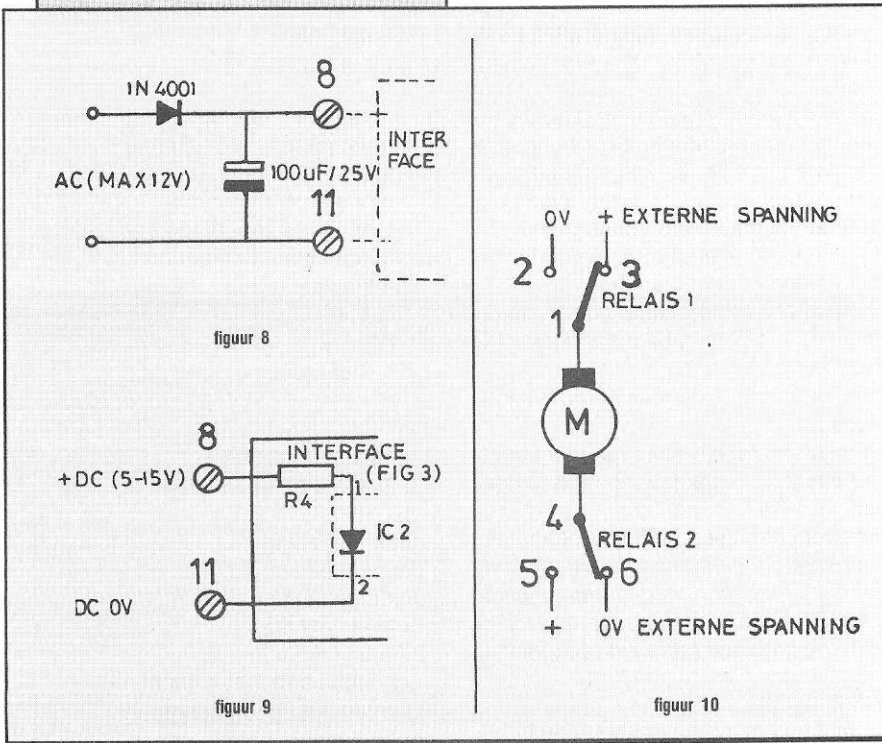 8
1N 4001
INTER
FACE
AC (MAX 12V)
100uF/25V
11
figuur 8
8
INTERFACE
(FIG 3)
+DC (5-15V)
R4
1
IC 2
2
11
DC 0V
figuur 9
0V + EXTERNE SPANNING
2 3
RELAIS 1
1
M
4
RELAIS 2
5 6
+ 0V EXTERNE SPANNING
figuur 10